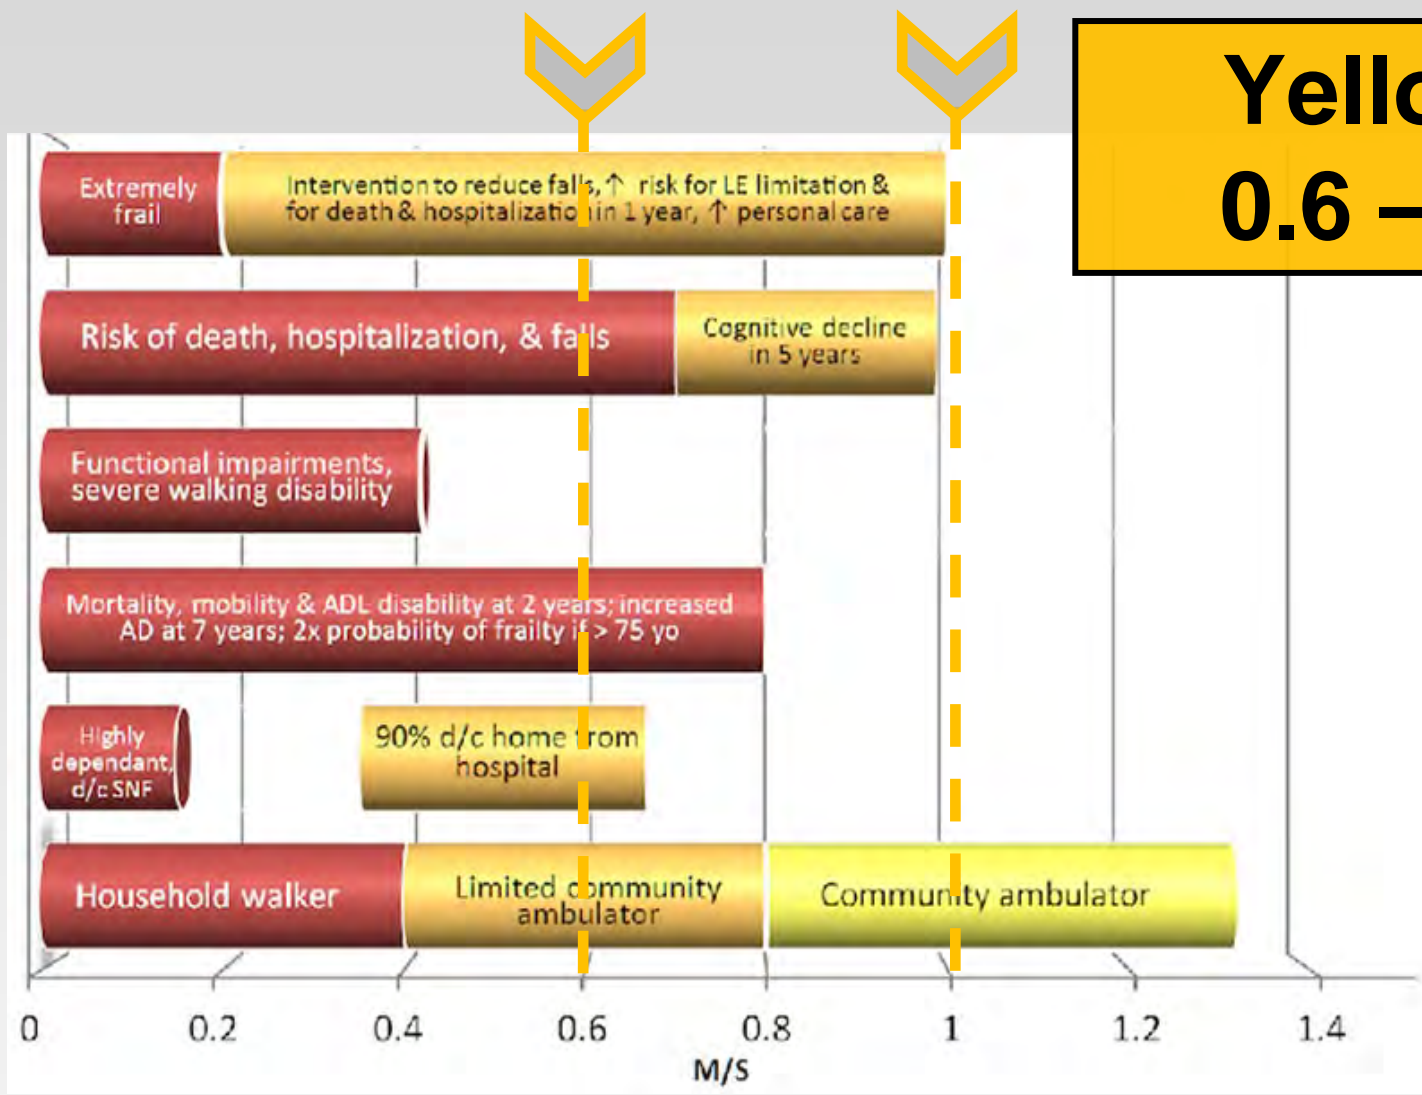 Yello
0.6 –
Extremely
frail
Intervention to reduce falls, ↑ risk for LE limitation &
for death & hospitalization in 1 year, ↑ personal care
Risk of death, hospitalization, & falls
Cognitive decline
in 5 years
Functional impairments,
severe walking disability
Mortality, mobility & ADL disability at 2 years; increased
AD at 7 years; 2x probability of frailty if > 75 yo
Highly
dependant,
d/c SNF
90% d/c home from
hospital
Household walker
Limited community
ambulator
Community ambulator
0 0.2 0.4 0.6 0.8 1 1.2 1.4
M/S